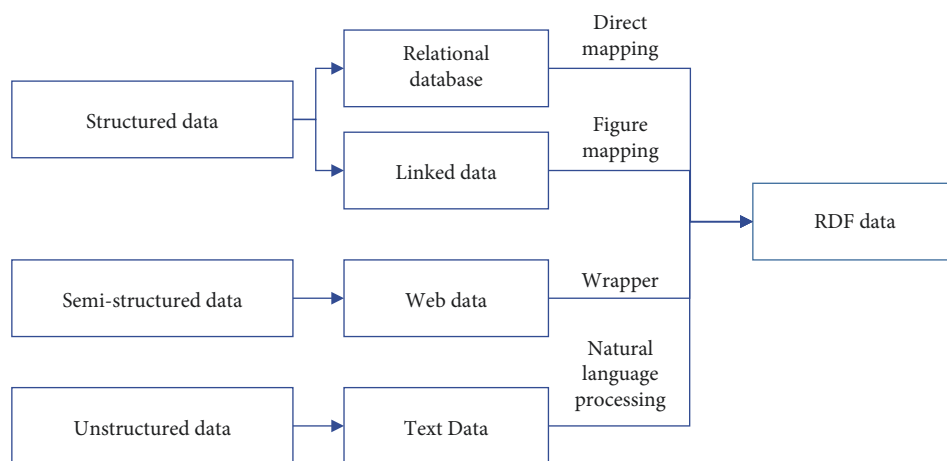 Structured data
Relational
database
Direct
mapping
Linked data
Figure
mapping
RDF data
Semi-structured data
Web data
Wrapper
Unstructured data
Text Data
Natural
language
processing